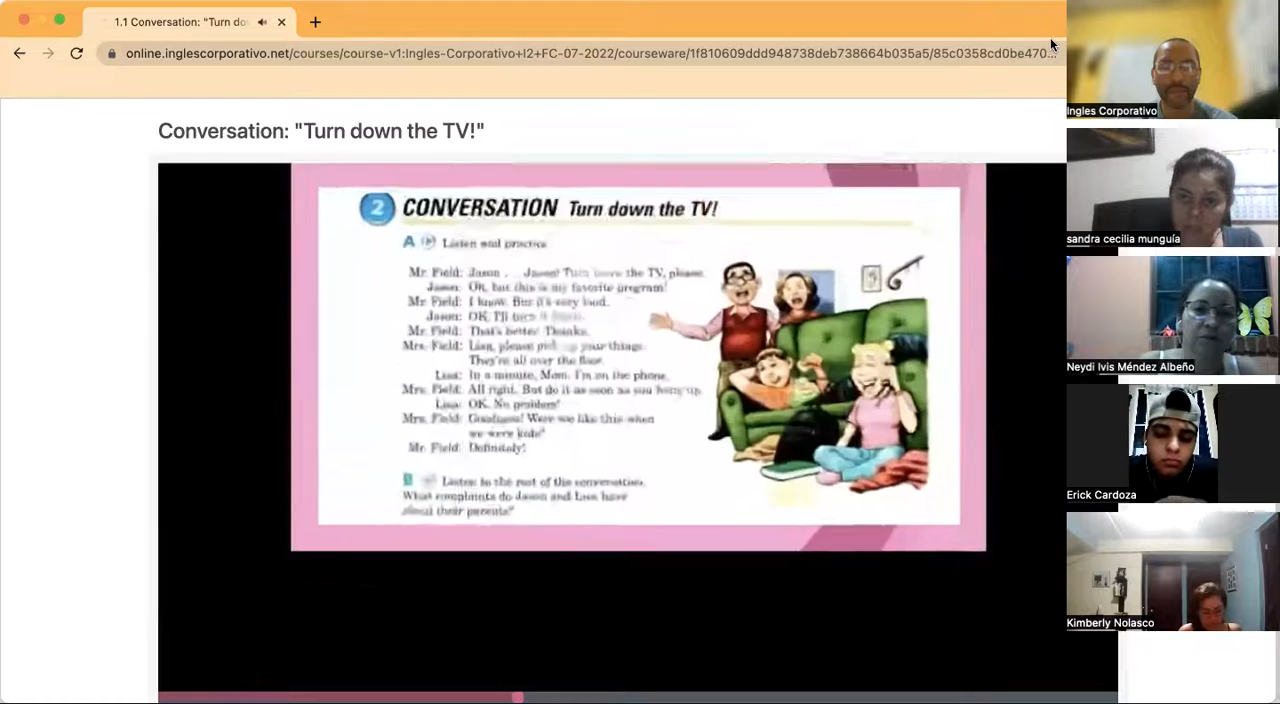 1.1 Conversation: "Turn dov
online.inglescorporativo.net/courses/course-v1:Ingles-Corporativo+I2+FC-07-2022/courseware/1f810609ddd948738deb738664b035a5/85c0358cd0be470...
Conversation: "Turn down the TV!"
2 CONVERSATION Turn down the TV!
A Listen and practice
Mr. Field: Jason . . . Jason! Turn down the TV, please.
Jason: Oh, but this is my favorite program!
Mr. Field: I know. But it's very loud.
Jason: OK. I'll turn it down.
Mr. Field: That's better. Thanks.
Mrs. Field: Lisa, please pick up your things.
They're all over the floor.
Lisa: In a minute, Mom. I'm on the phone.
Mrs. Field: All right. But do it as soon as you hang up.
Lisa: OK. No problem!
Mrs. Field: Goodness! Were we like this when
we were kids?
Mr. Field: Definitely!
B Listen to the rest of the conversation.
What complaints do Jason and Lisa have
about their parents?
Ingles Corporativo
sandra cecilia munguía
Neydi Ivis Méndez Albeño
Erick Cardoza
Kimberly Nolasco